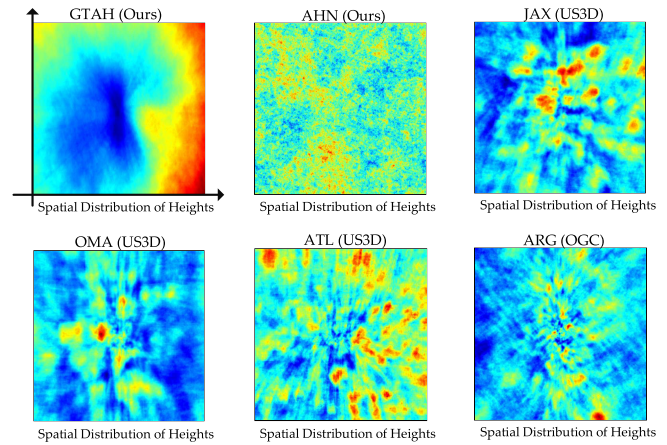 GTAH (Ours)
AHN (Ours)
JAX (US3D)
Spatial Distribution of Heights
Spatial Distribution of Heights
Spatial Distribution of Heights
OMA (US3D)
ATL (US3D)
ARG (OGC)
Spatial Distribution of Heights
Spatial Distribution of Heights
Spatial Distribution of Heights